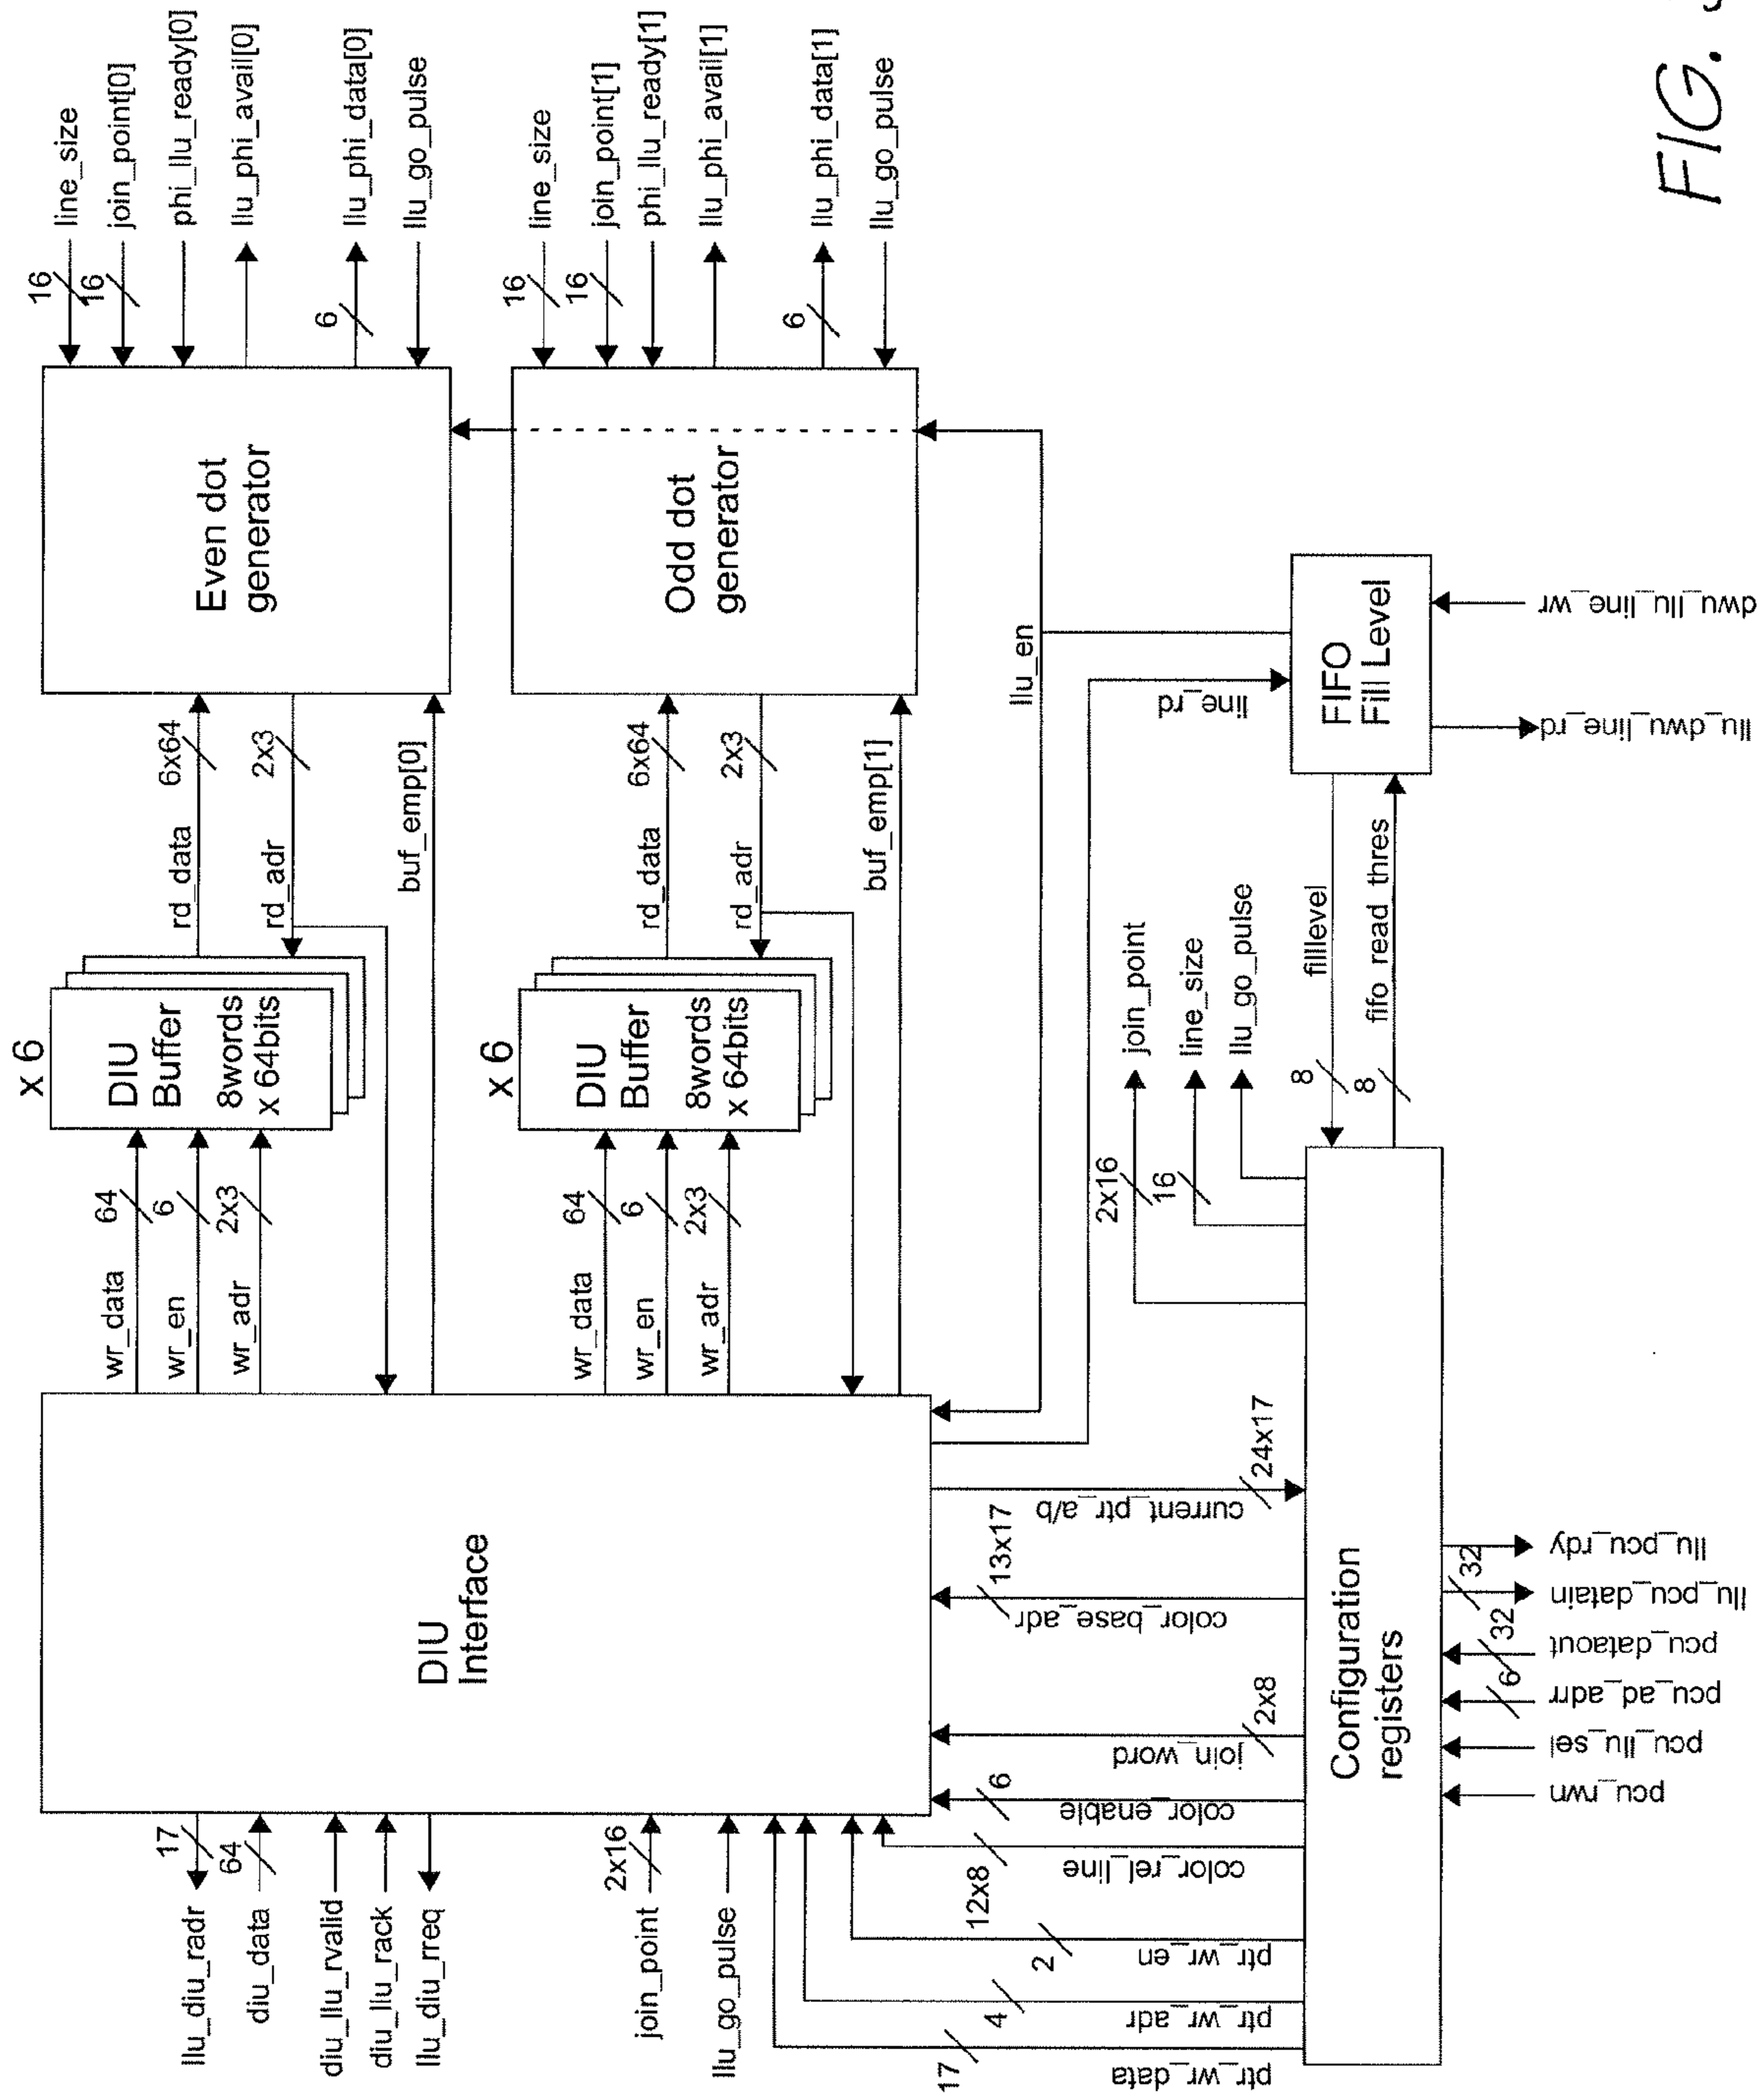 x 6
x 6
line_size
16
join_point[0]
16
phi_llu_ready[0]
llu_phi_avail[0]
llu_phi_data[0]
6
llu_go_pulse
Even dot
generator
line_size
16
join_point[1]
16
phi_llu_ready[1]
llu_phi_avail[1]
llu_phi_data[1]
6
llu_go_pulse
Odd dot
generator
rd_data
6x64
rd_adr
2x3
buf_emp[0]
rd_data
6x64
rd_adr
2x3
buf_emp[1]
DIU
Buffer
8words
x 64bits
DIU
Buffer
8words
x 64bits
wr_data
64
wr_en
6
wr_adr
2x3
wr_data
64
wr_en
6
wr_adr
2x3
llu_en
line_rd
FIFO
Fill Level
dwu_llu_line_wr
llu_dwu_line_rd
filllevel
8
fifo_read_thres
8
join_point
2x16
line_size
16
llu_go_pulse
DIU
Interface
llu_diu_radr
17
diu_data
64
diu_llu_rvalid
diu_llu_rack
llu_diu_rreq
join_point
2x16
llu_go_pulse
current_ptr_a/b
24x17
color_base_adr
13x17
join_word
2x8
color_enable
6
color_rel_line
12x8
ptr_wr_en
2
ptr_wr_adr
4
ptr_wr_data
17
Configuration
registers
llu_pcu_rdy
llu_pcu_datain
32
pcu_dataout
32
pcu_ad_adrr
6
pcu_llu_sel
pcu_rwn
FIG.